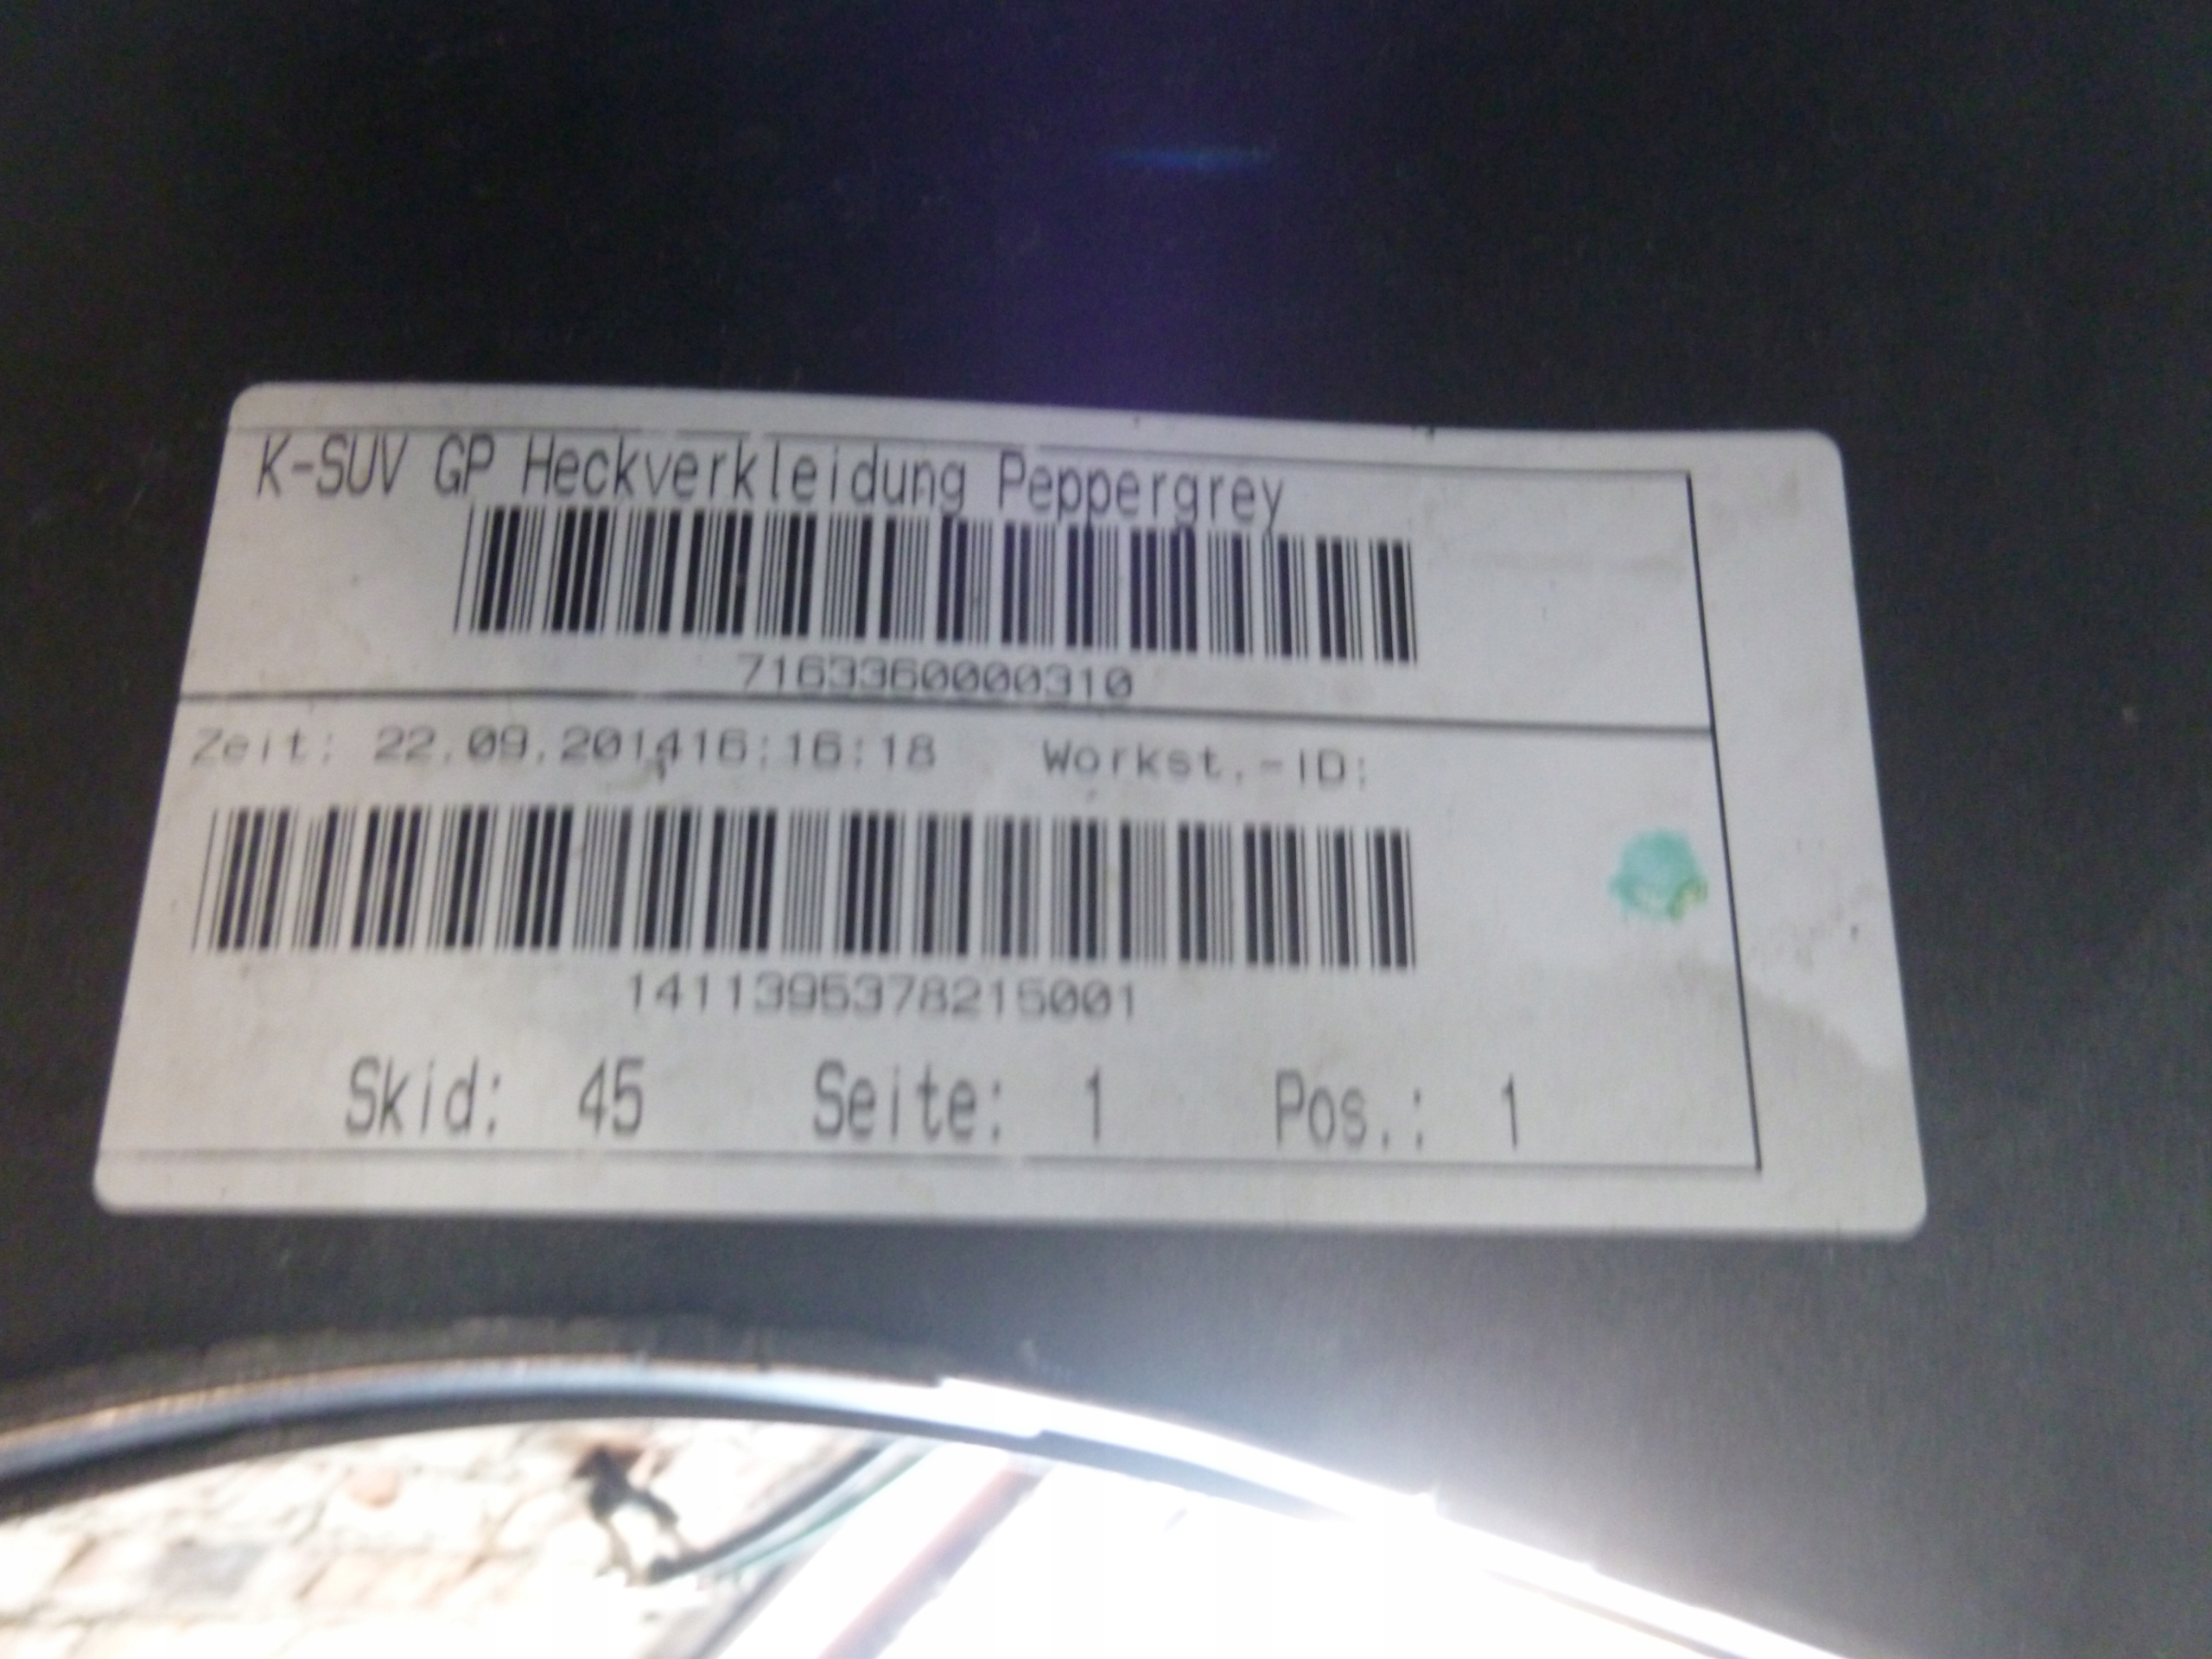 K-SUV GP Heckverkleidung Peppergrey
7163360000310
Zeit: 22.09.201416:16:18 Workst.-ID:
1411395378215001
Skid: 45 Seite: 1 Pos.: 1